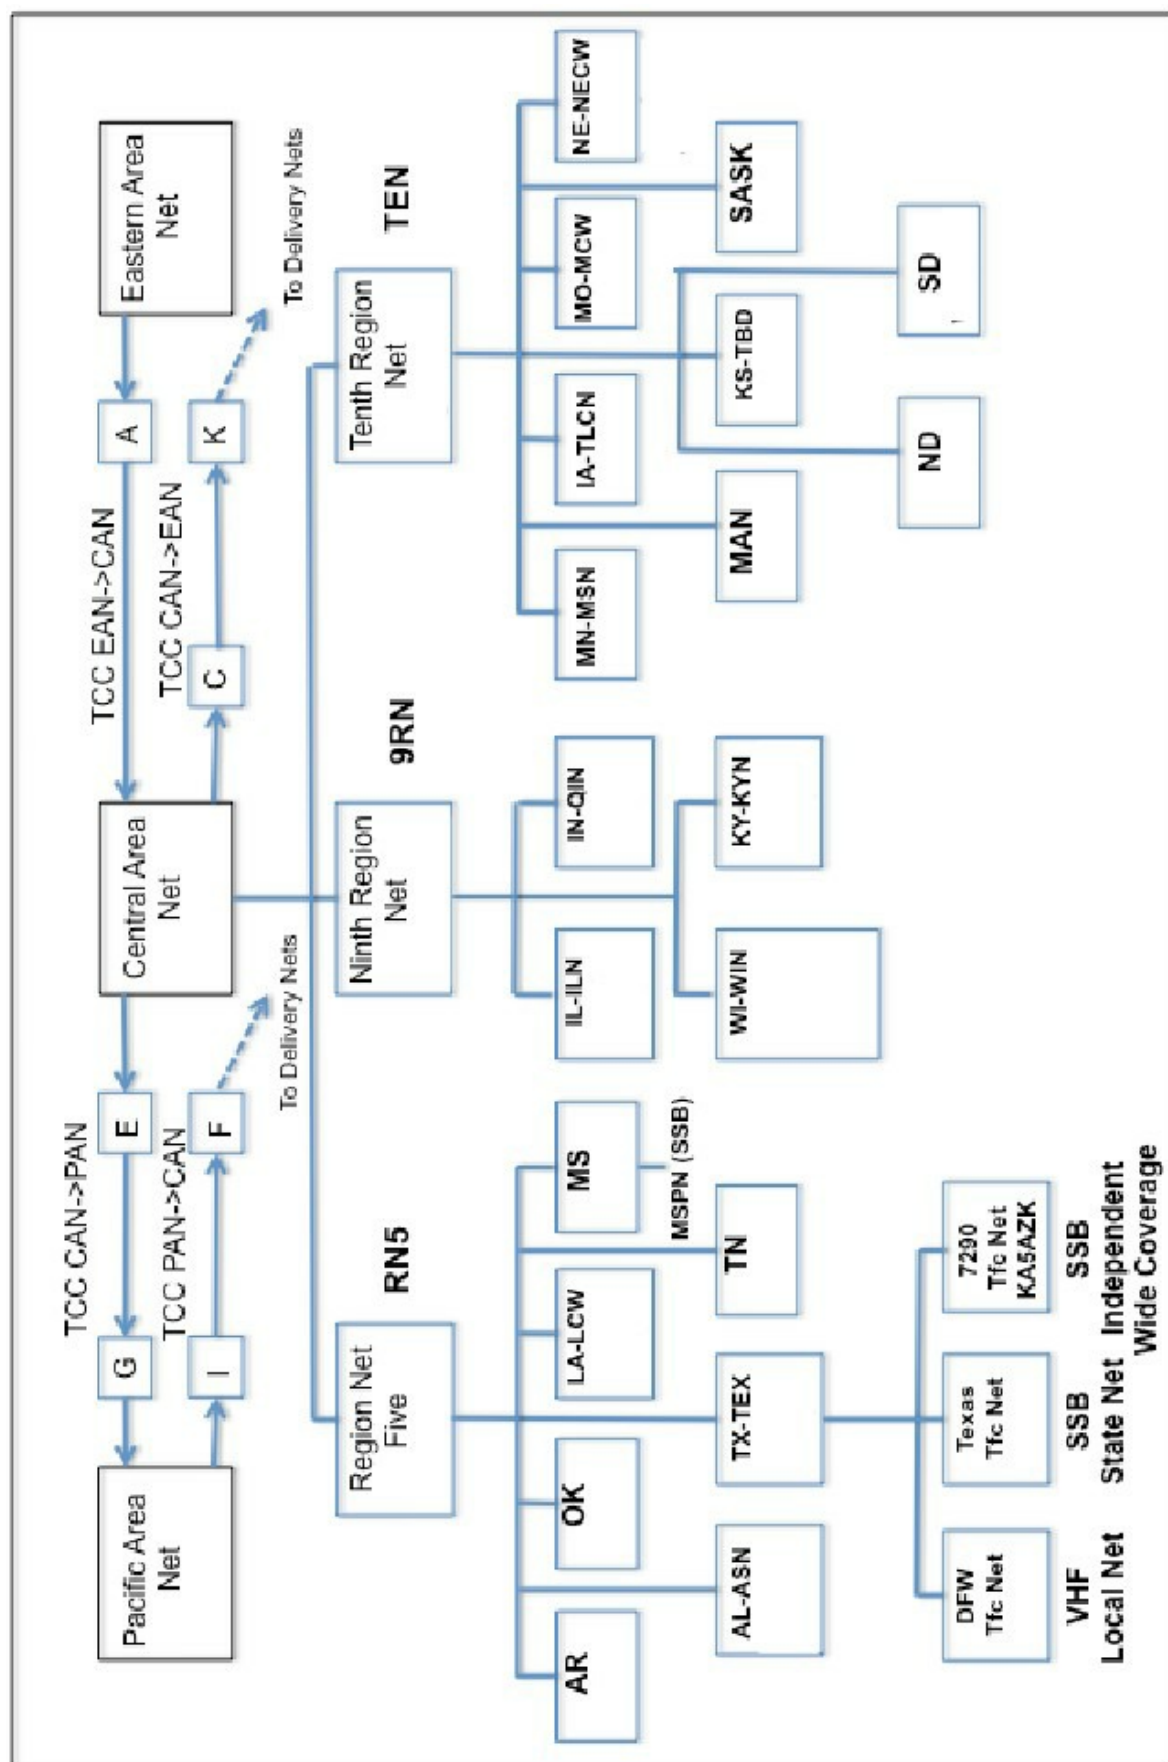 TCC CAN->PAN
TCC EAN->CAN
Pacific Area
Net
G
E
Central Area
Net
A
Eastern Area
Net
TCC PAN->CAN
TCC CAN->EAN
I
F
C
K
To Delivery Nets
To Delivery Nets
RN5
9RN
TEN
Region Net
Five
Ninth Region
Net
Tenth Region
Net
AR
OK
LA-LCW
MS
IL-ILN
IN-QIN
MN-MSN
IA-TLCN
MO-MCW
NE-NECW
MSPN (SSB)
AL-ASN
TX-TEX
TN
WI-WIN
KY-KYN
MAN
KS-TBD
SASK
ND
SD
DFW
Tfc Net
Texas
Tfc Net
7290
Tfc Net
KA5AZK
VHF
Local Net
SSB
State Net
SSB
Independent
Wide Coverage